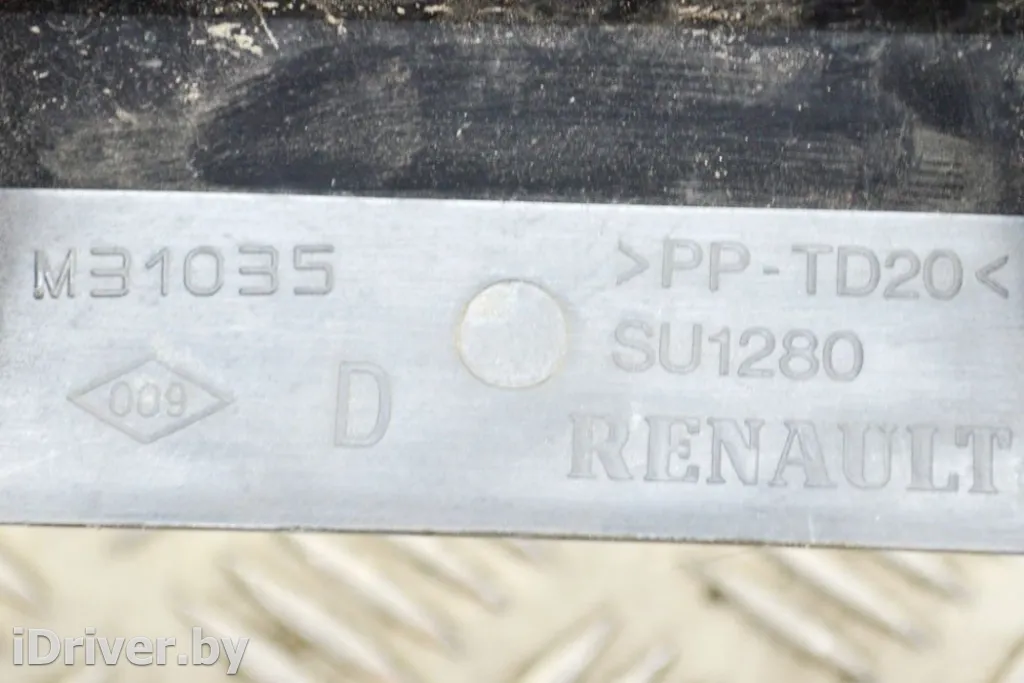 M31035
>PP-TD20<
SU1280
009
D
RENAULT
iDriver.by